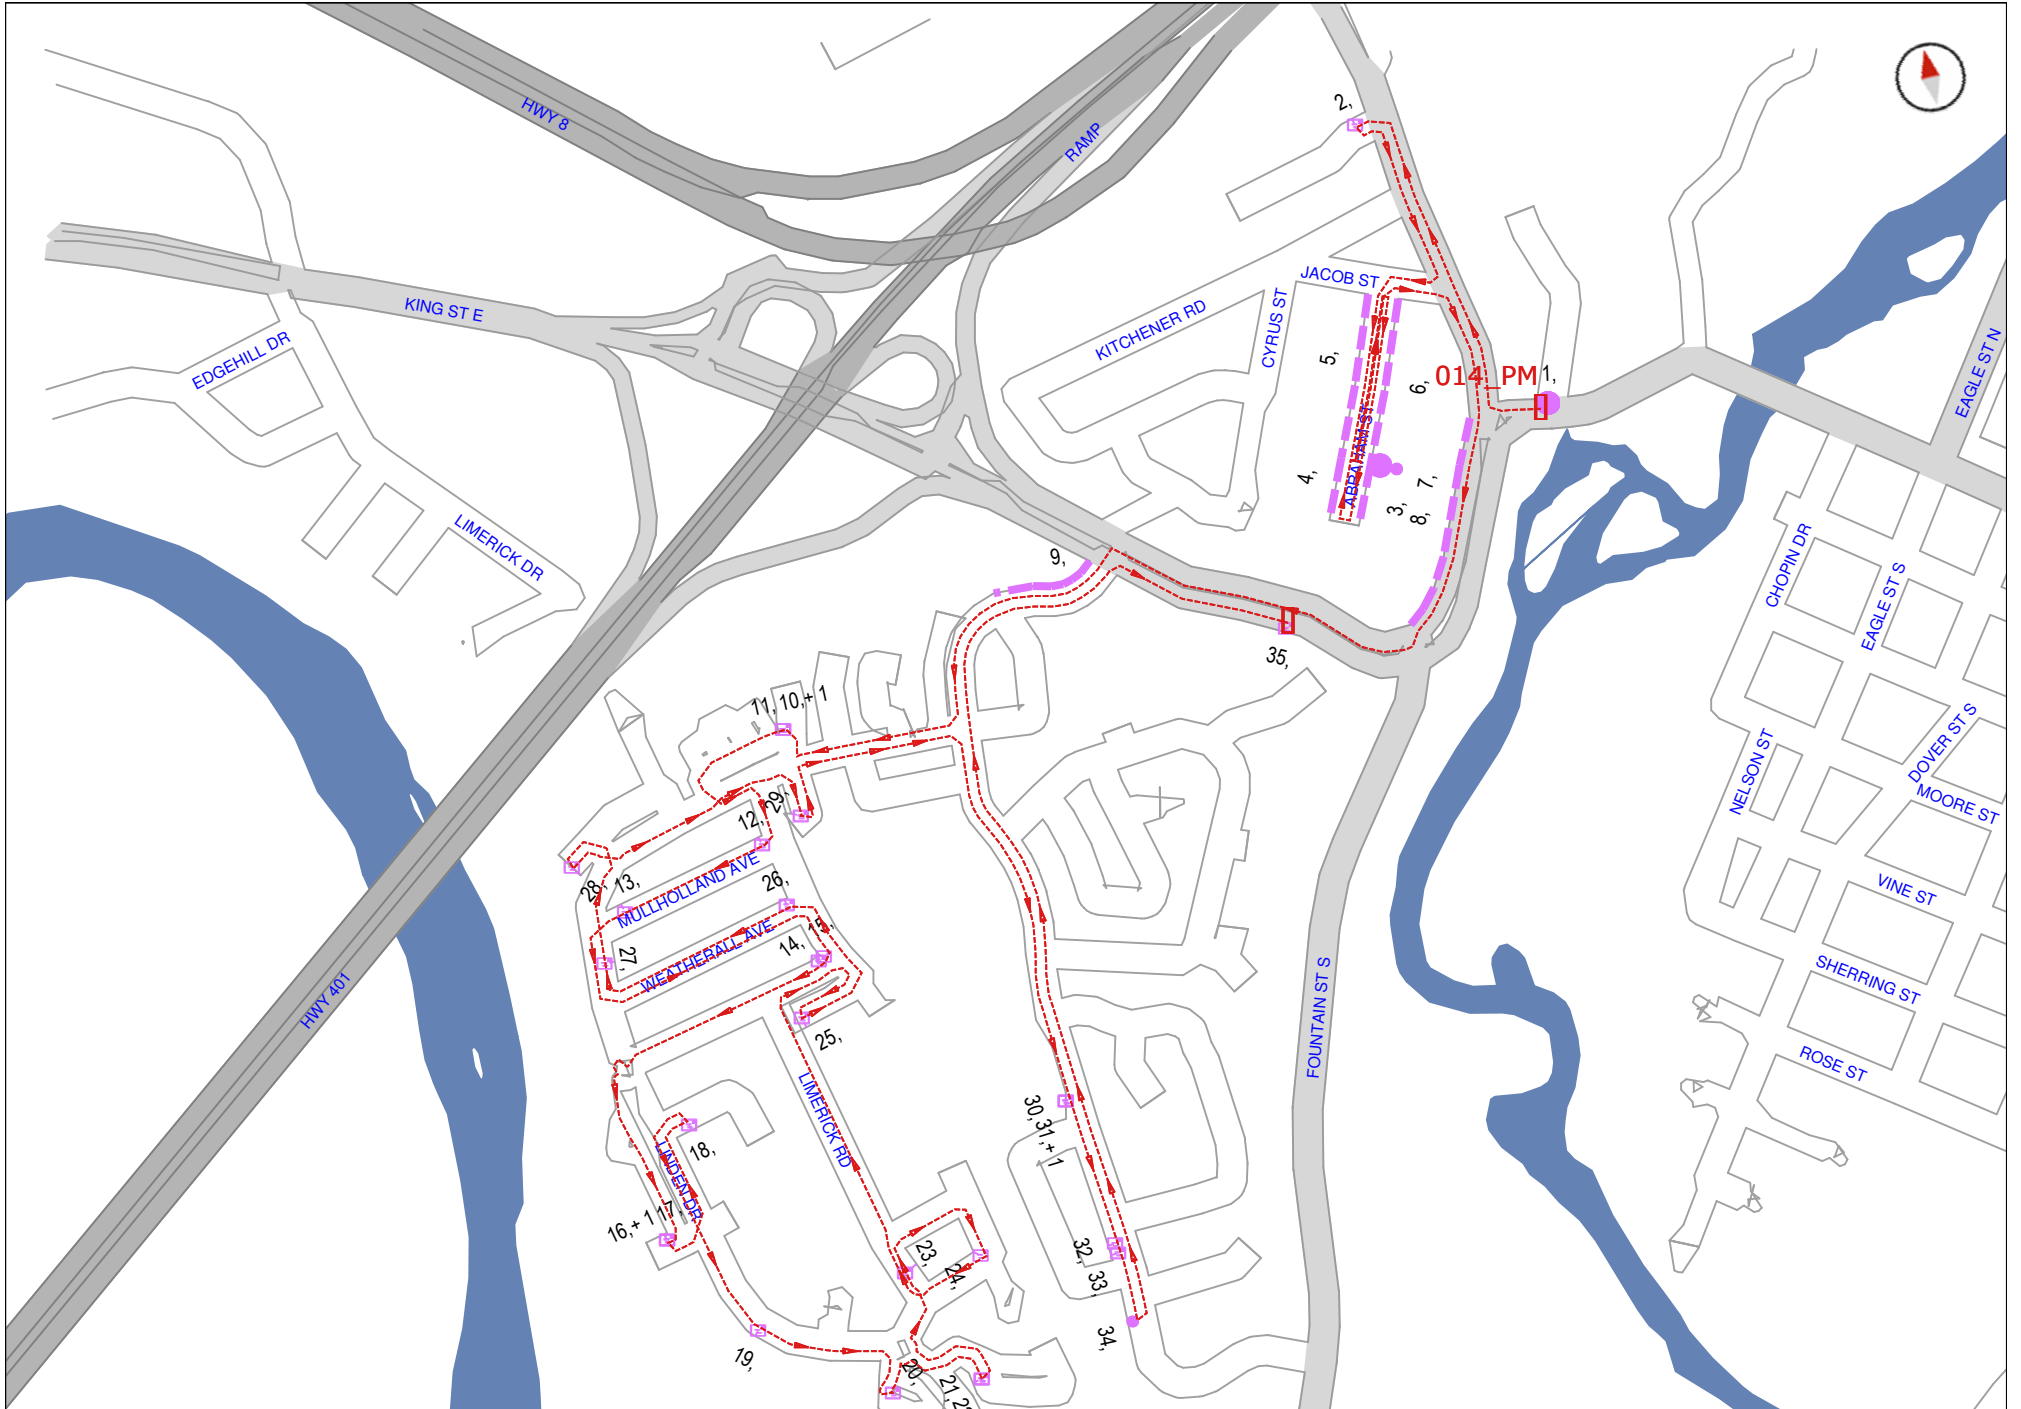 2,
HWY 8
RAMP
JACOB ST
KING ST E
KITCHENER RD
CYRUS ST
EDGEHILL DR
5,
6,
014_PM
1,
EAGLE ST N
4,
ABRAHAM ST
7,
3,
8,
LIMERICK DR
9,
CHOPIN DR
EAGLE ST S
35,
11, 10,+ 1
NELSON ST
DOVER ST S
MOORE ST
12,
29,
28,
13,
MULLHOLLAND AVE
26,
VINE ST
27,
WEATHERALL AVE
14,
15,
HWY 401
SHERRING ST
25,
FOUNTAIN ST S
ROSE ST
LIMERICK RD
30,31,+ 1
18,
LINDEN DR
16,+ 1 17,
23,
24,
32,
33,
34,
19,
20,
21,